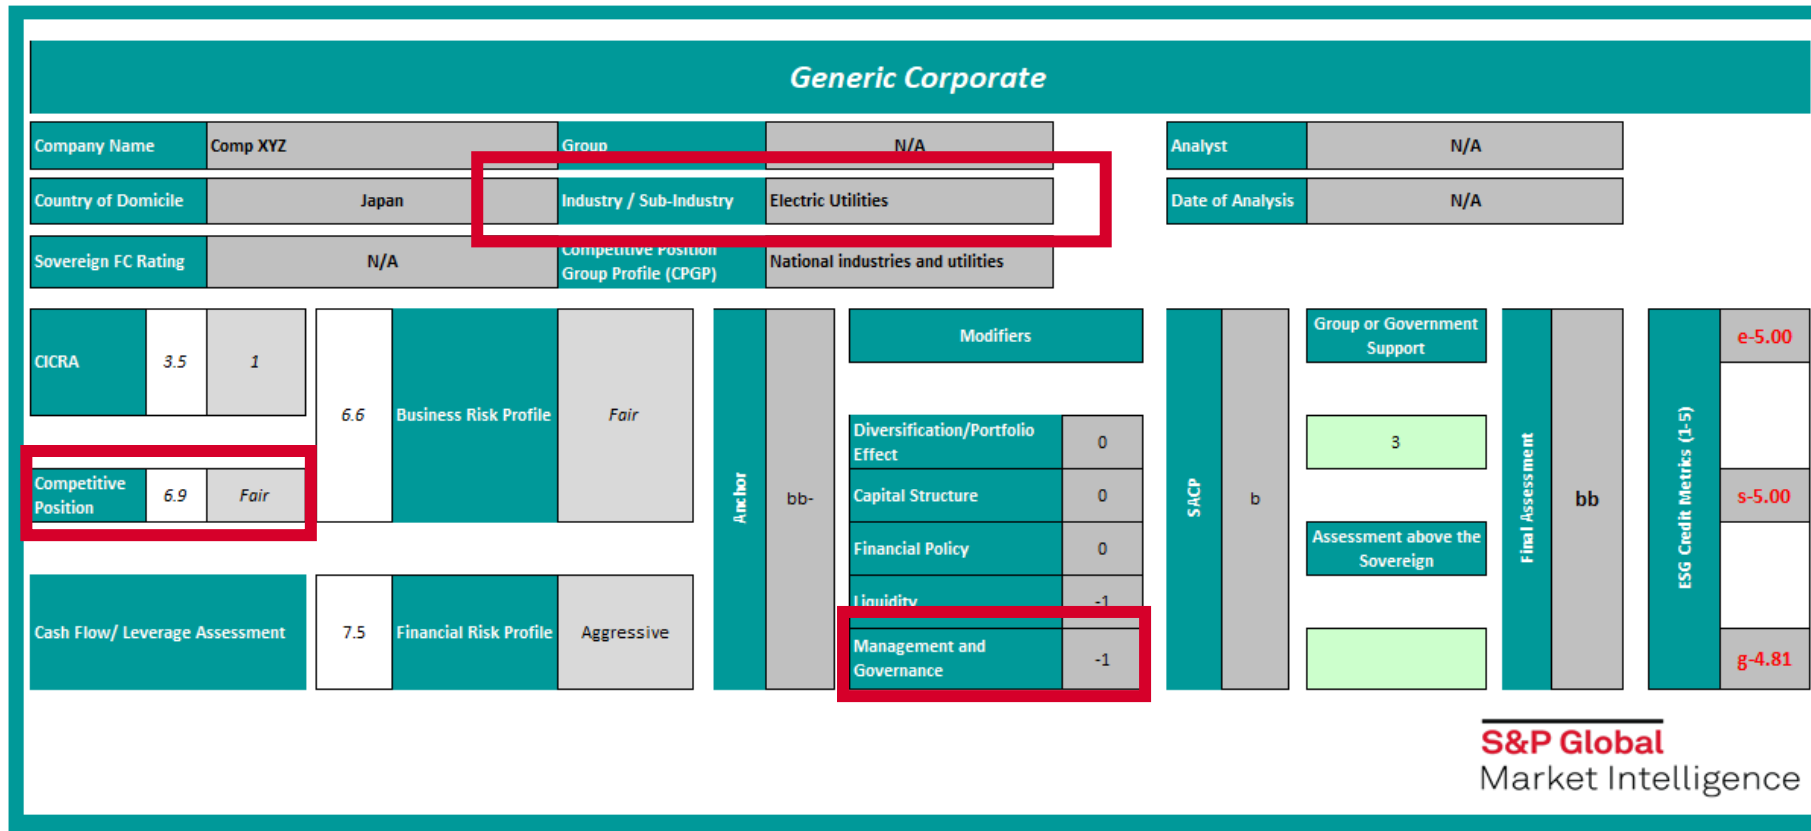 Generic Corporate
Company Name Comp XYZ Group N/A Analyst N/A
Country of Domicile Japan Industry / Sub-Industry Electric Utilities Date of Analysis N/A
Sovereign FC Rating N/A Competitive Position
Group Profile (CPGP) National industries and utilities
CICRA 3.5 1
Competitive
Position 6.9 Fair
Cash Flow/ Leverage Assessment
6.6 Business Risk Profile Fair
7.5 Financial Risk Profile Aggressive
Anchor bb-
Modifiers
Diversification/Portfolio
Effect 0
Capital Structure 0
Financial Policy 0
Liquidity -1
Management and
Governance -1
SACP b
Group or Government
Support
3
Assessment above the
Sovereign
Final Assessment bb
ESG Credit Metrics (1-5)
e-5.00
s-5.00
g-4.81
S&P Global
Market Intelligence